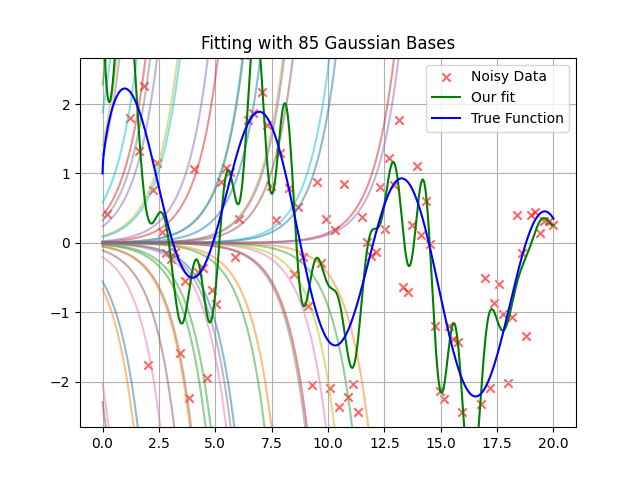 Fitting with 85 Gaussian Bases
Noisy Data
Our fit
True Function
2
1
0
−1
−2
0.0 2.5 5.0 7.5 10.0 12.5 15.0 17.5 20.0